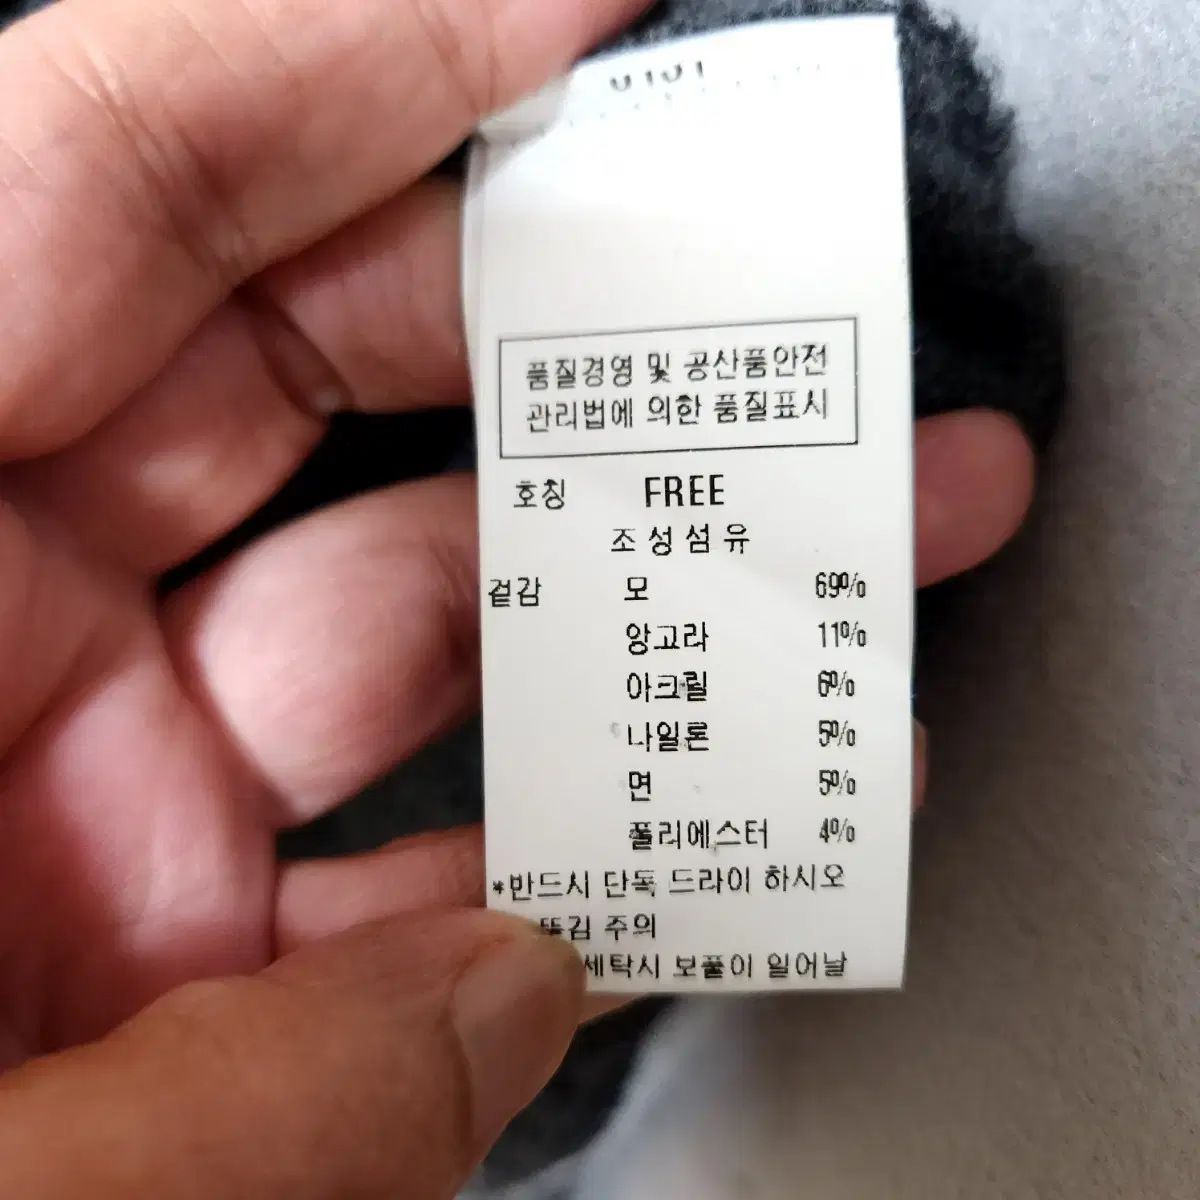 품질경영 및 공산품안전
관리법에 의한 품질표시
호칭 FREE
조성섬유
겉감 모 69%
앙고라 11%
아크릴 6%
나일론 5%
면 5%
폴리에스터 4%
*반드시 단독 드라이 하시오
뜯김 주의
세탁시 보풀이 일어날